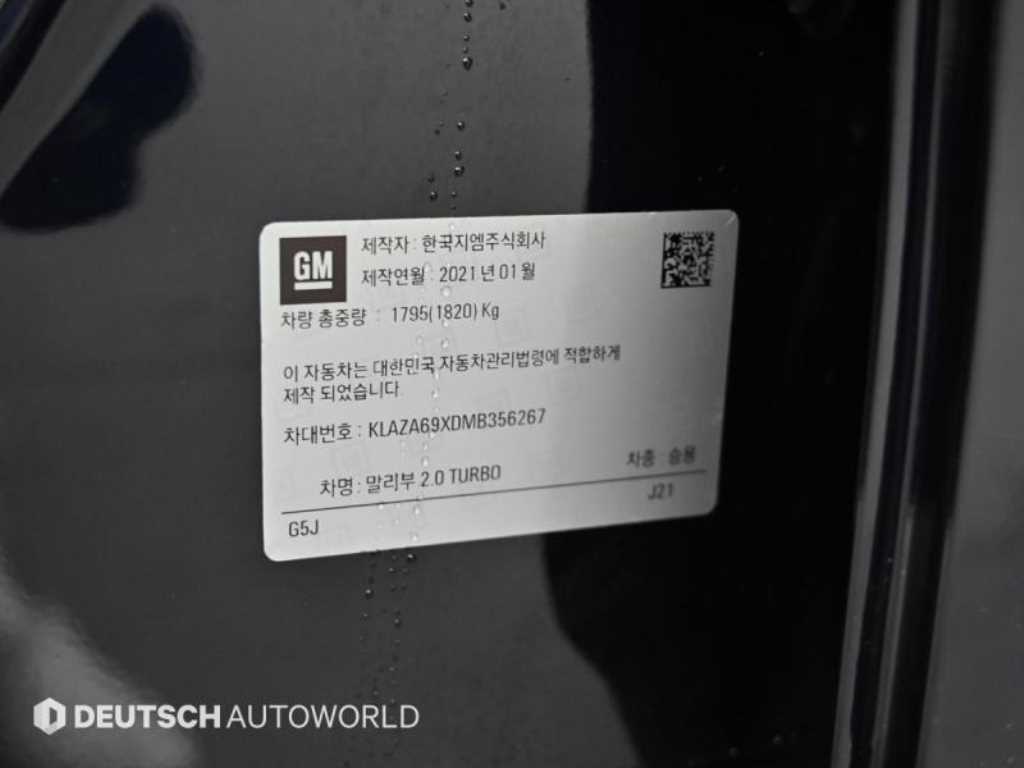 GM
제작자 : 한국지엠주식회사
제작연월 : 2021 년 01 월
차량 총중량 : 1795(1820) Kg
이 자동차는 대한민국 자동차관리법령에 적합하게
제작 되었습니다.
차대번호 : KLAZA69XDMB356267
차명 : 말리부 2.0 TURBO
차종 : 승용
G5J
J21
DEUTSCH AUTOWORLD